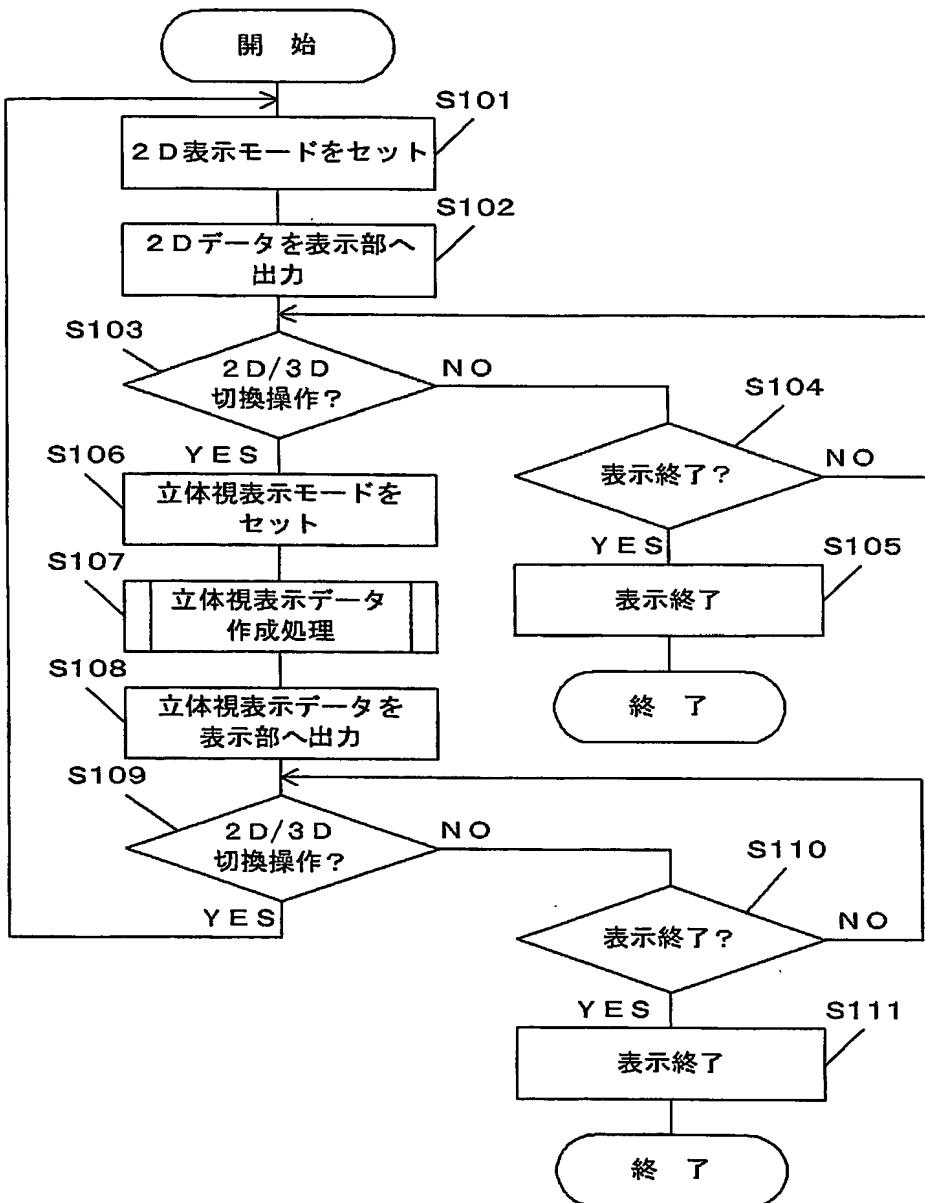 開 始
S101
2D表示モードをセット
S102
2Dデータを表示部へ
出力
S103
2D/3D
切換操作?
NO
S104
表示終了?
NO
YES
S106
立体視表示モードを
セット
YES
S105
表示終了
S107
立体視表示データ
作成処理
終 了
S108
立体視表示データを
表示部へ出力
S109
2D/3D
切換操作?
NO
S110
表示終了?
NO
YES
YES
S111
表示終了
終 了